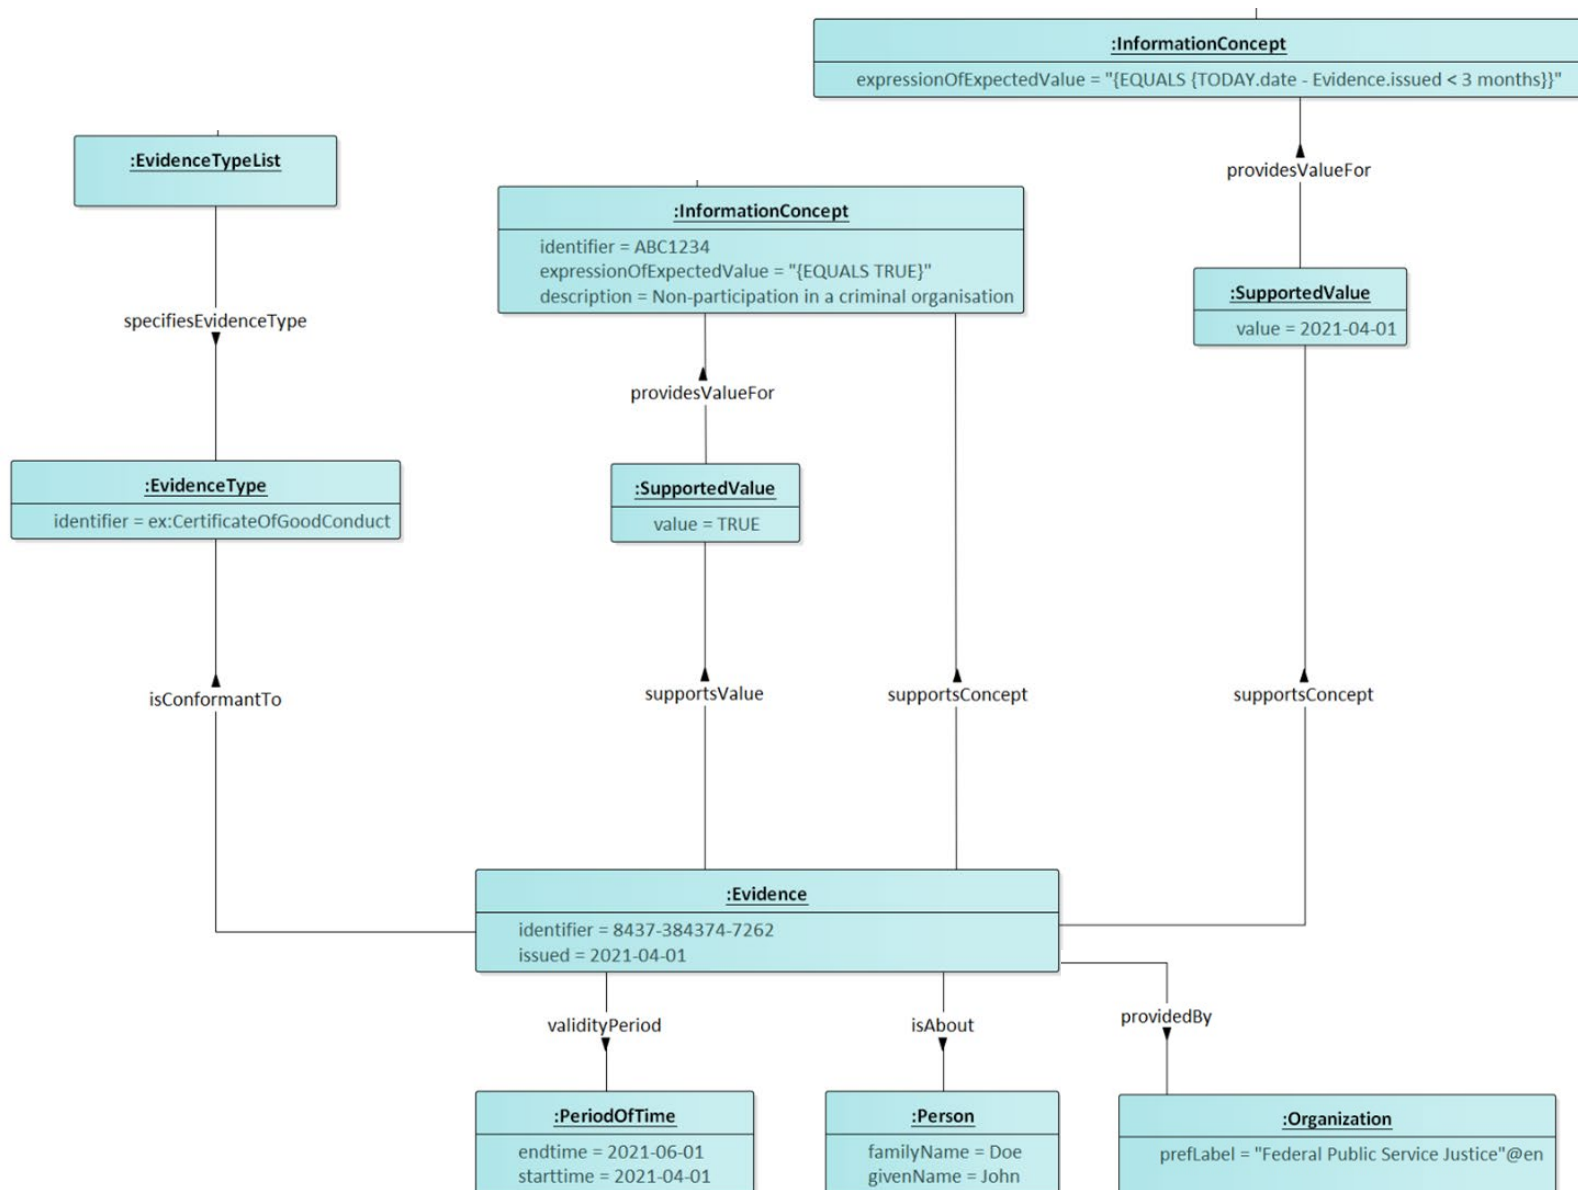 :InformationConcept
expressionOfExpectedValue = "{EQUALS {TODAY.date - Evidence.issued < 3 months}}"
:EvidenceTypeList
providesValueFor
:InformationConcept
identifier = ABC1234
expressionOfExpectedValue = "{EQUALS TRUE}"
description = Non-participation in a criminal organisation
:SupportedValue
value = 2021-04-01
specifiesEvidenceType
providesValueFor
:EvidenceType
identifier = ex:CertificateOfGoodConduct
:SupportedValue
value = TRUE
isConformantTo
supportsValue
supportsConcept
supportsConcept
:Evidence
identifier = 8437-384374-7262
issued = 2021-04-01
validityPeriod
isAbout
providedBy
:PeriodOfTime
endtime = 2021-06-01
starttime = 2021-04-01
:Person
familyName = Doe
givenName = John
:Organization
prefLabel = "Federal Public Service Justice"@en